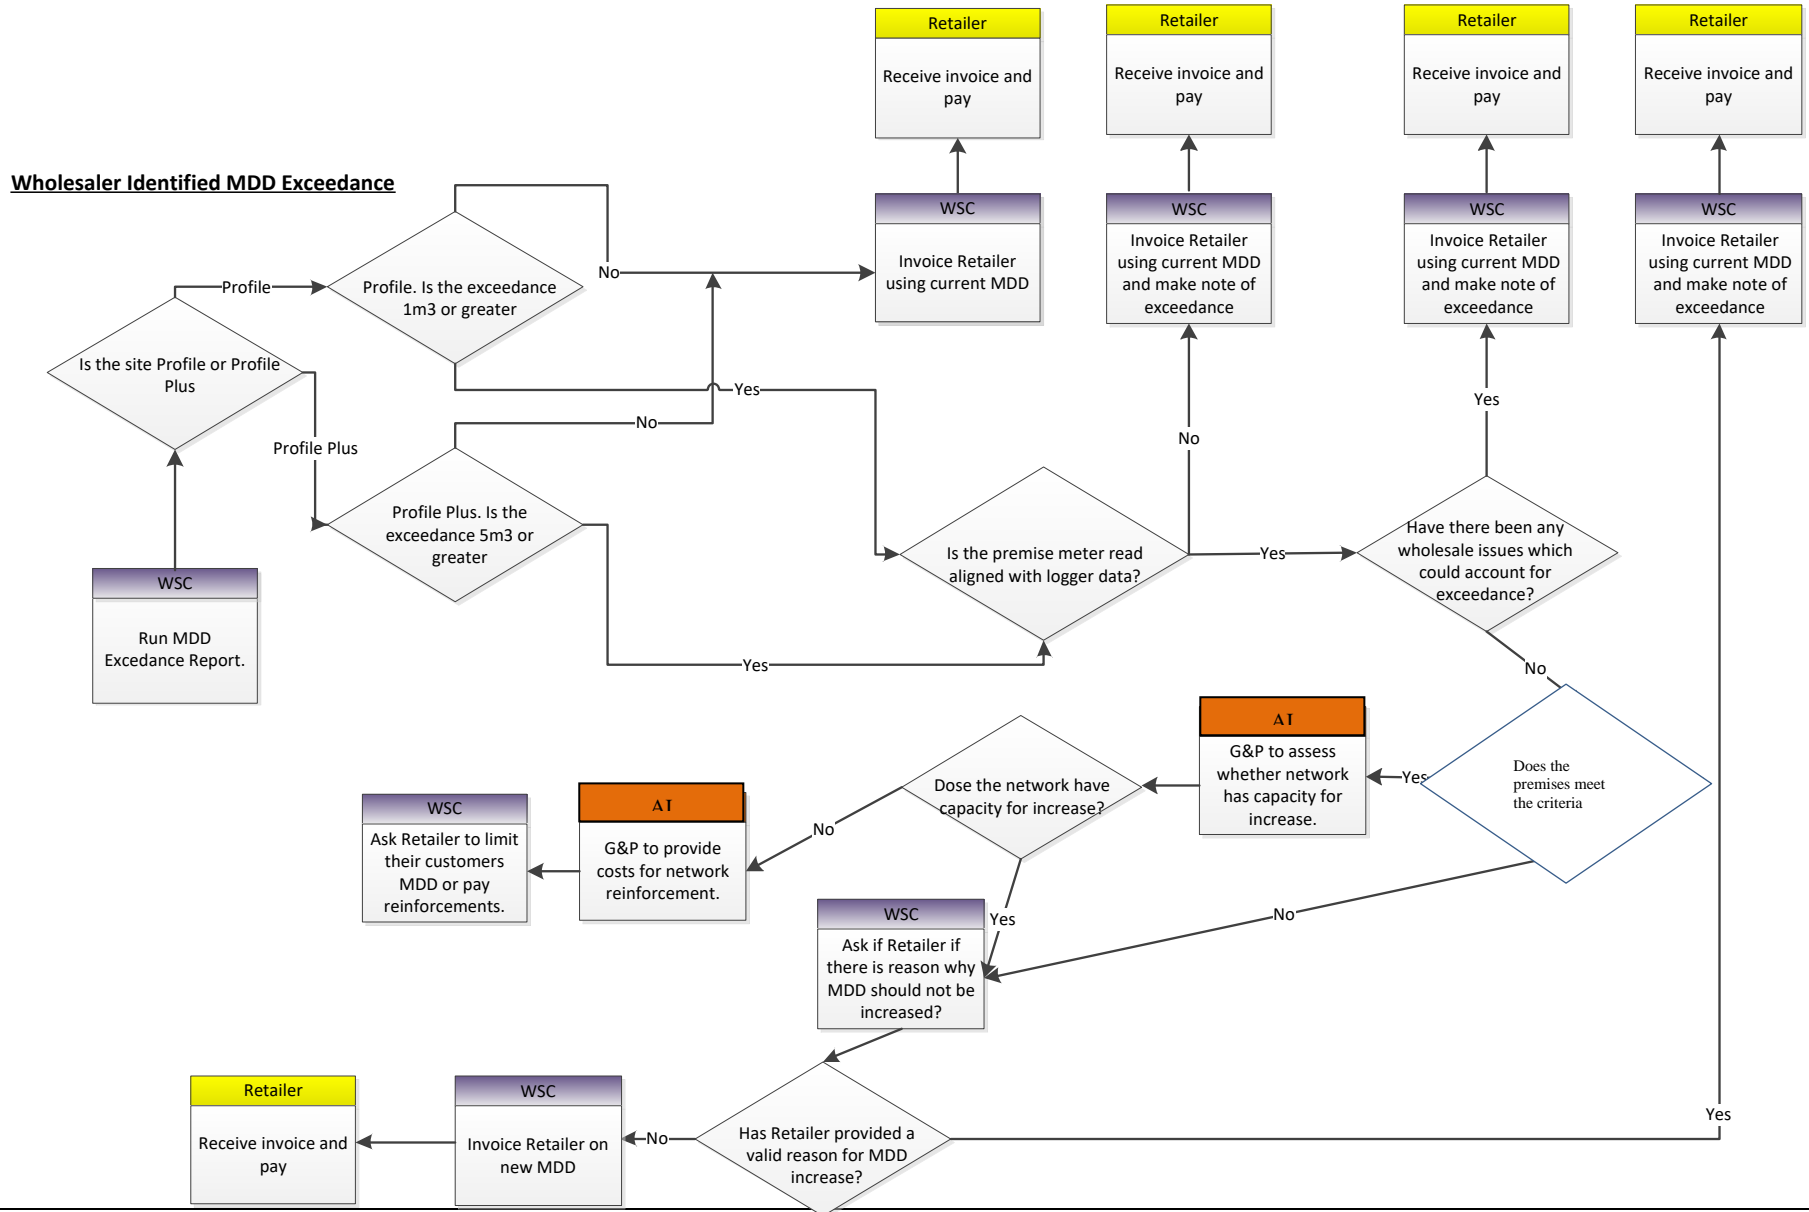 Retailer
Receive invoice and
pay
Retailer
Receive invoice and
pay
Retailer
Receive invoice and
pay
Retailer
Receive invoice and
pay
Wholesaler Identified MDD Exceedance
WSC
Invoice Retailer
using current MDD
WSC
Invoice Retailer
using current MDD
and make note of
exceedance
WSC
Invoice Retailer
using current MDD
and make note of
exceedance
WSC
Invoice Retailer
using current MDD
and make note of
exceedance
No
Profile
Profile. Is the exceedance
1m3 or greater
Is the site Profile or Profile
Plus
Yes
Yes
No
No
Profile Plus
Profile Plus. Is the
exceedance 5m3 or
greater
Is the premise meter read
aligned with logger data?
Yes
Have there been any
wholesale issues which
could account for
exceedance?
WSC
Run MDD
Excedance Report.
Yes
No
AT
G&P to assess
whether network
has capacity for
increase.
Yes
Does the
premises meet
the criteria
Dose the network have
capacity for increase?
No
AT
G&P to provide
costs for network
reinforcement.
WSC
Ask Retailer to limit
their customers
MDD or pay
reinforcements.
Yes
No
WSC
Ask if Retailer if
there is reason why
MDD should not be
increased?
Retailer
Receive invoice and
pay
WSC
Invoice Retailer on
new MDD
No
Has Retailer provided a
valid reason for MDD
increase?
Yes